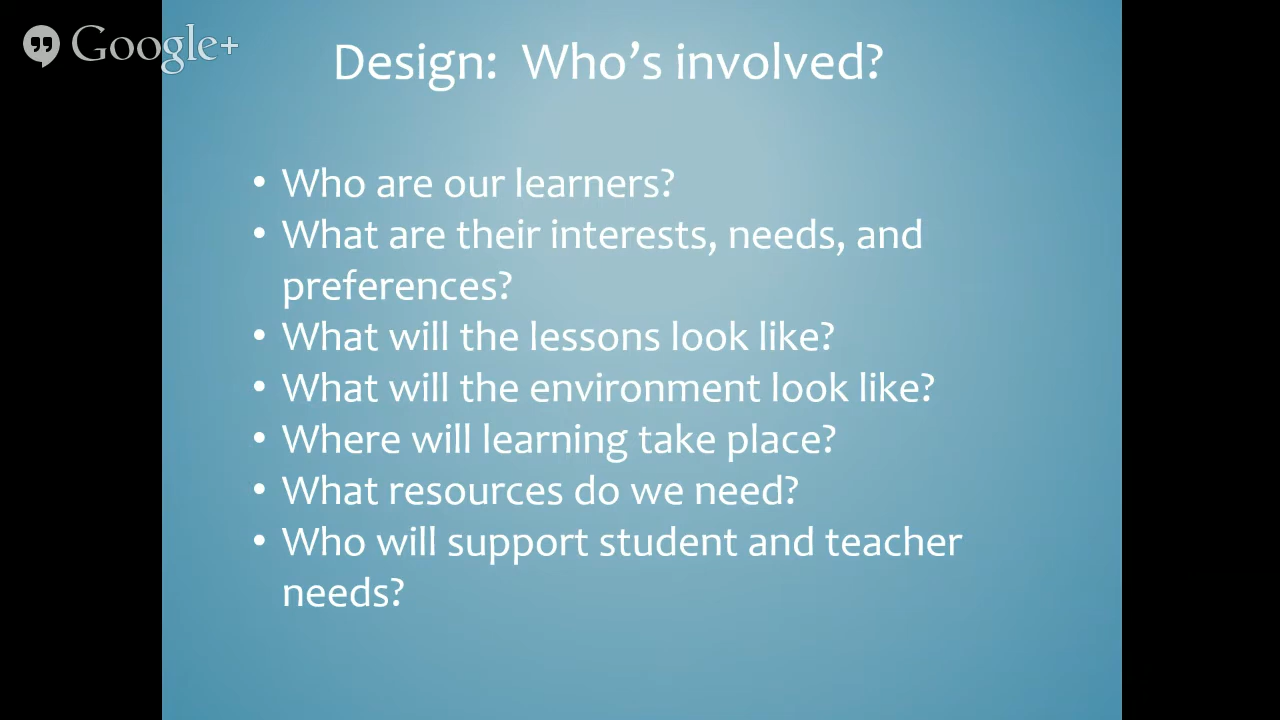 Google+
Design: Who’s involved?
• Who are our learners?
• What are their interests, needs, and
preferences?
• What will the lessons look like?
• What will the environment look like?
• Where will learning take place?
• What resources do we need?
• Who will support student and teacher
needs?